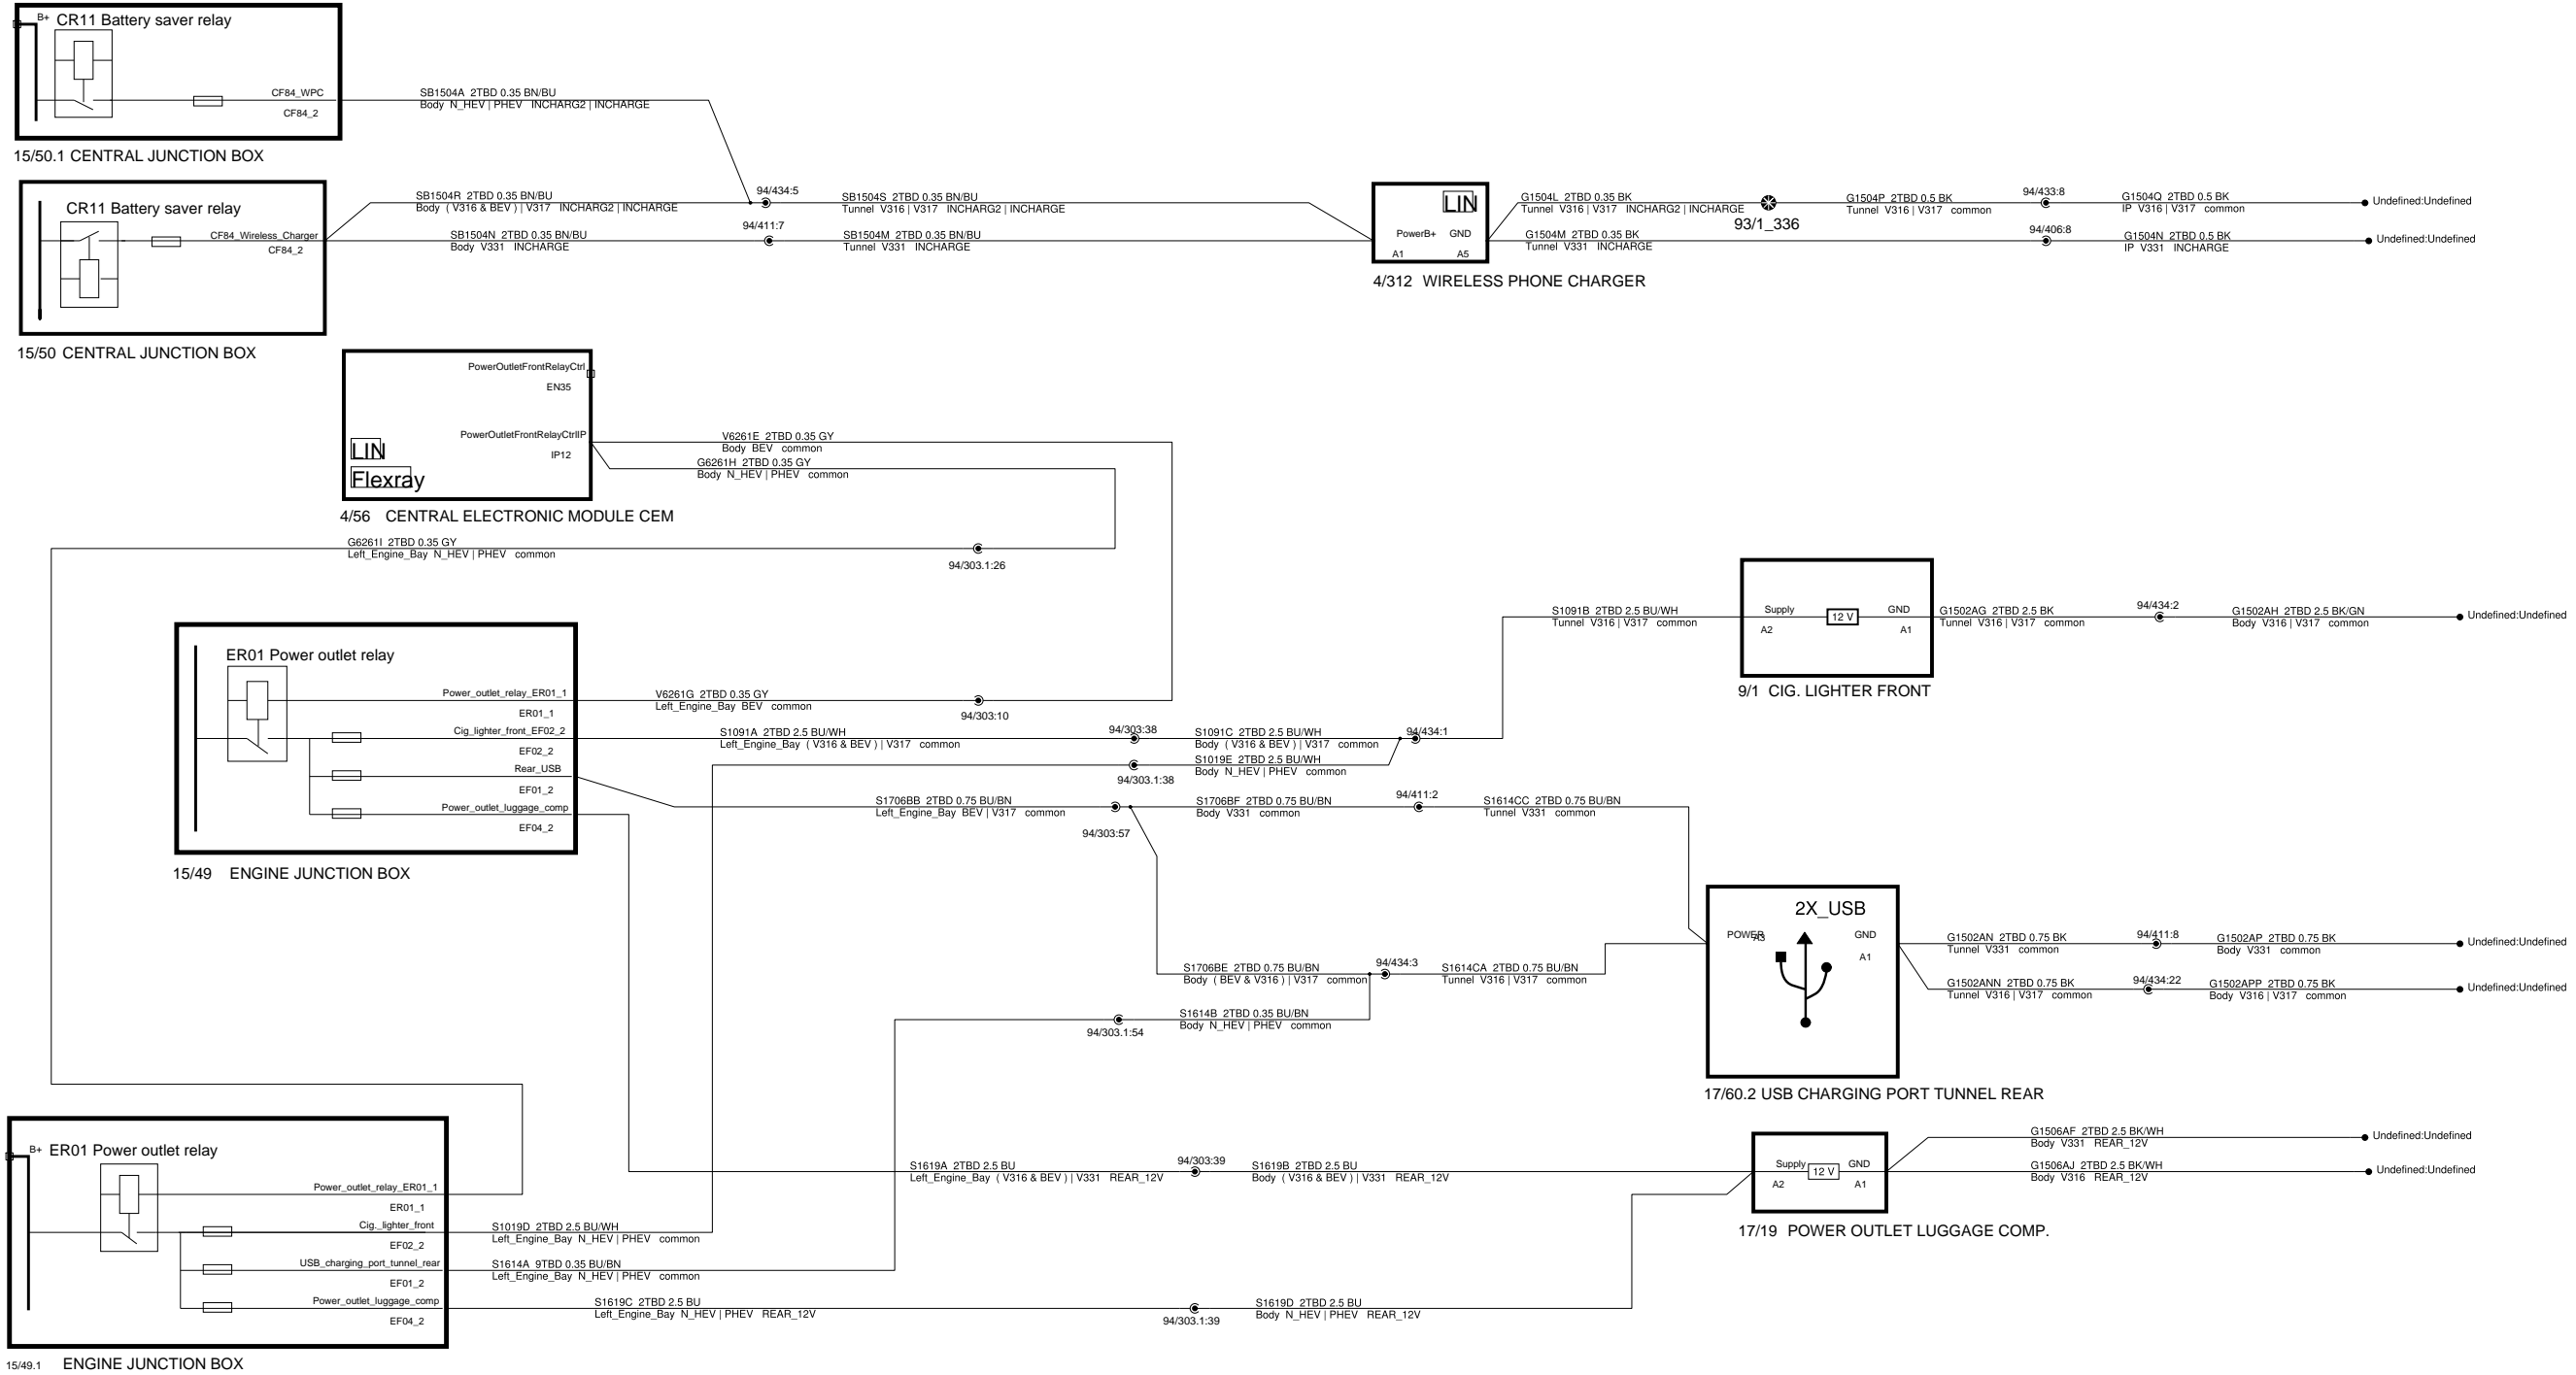 B+ CR11 Battery saver relay
CF84_WPC
CF84_2
SB1504A 2TBD 0.35 BN/BU
Body N_HEV | PHEV INCHARG2 | INCHARGE
15/50.1 CENTRAL JUNCTION BOX
CR11 Battery saver relay
CF84_Wireless_Charger
CF84_2
15/50 CENTRAL JUNCTION BOX
SB1504R 2TBD 0.35 BN/BU
Body ( V316 & BEV ) | V317 INCHARG2 | INCHARGE
94/434:5
SB1504S 2TBD 0.35 BN/BU
Tunnel V316 | V317 INCHARG2 | INCHARGE
SB1504N 2TBD 0.35 BN/BU
Body V331 INCHARGE
94/411:7
SB1504M 2TBD 0.35 BN/BU
Tunnel V331 INCHARGE
LIN
PowerB+ GND
A1 A5
4/312 WIRELESS PHONE CHARGER
G1504L 2TBD 0.35 BK
Tunnel V316 | V317 INCHARG2 | INCHARGE
93/1_336
G1504P 2TBD 0.5 BK
Tunnel V316 | V317 common
94/433:8
G1504Q 2TBD 0.5 BK
IP V316 | V317 common
Undefined:Undefined
G1504M 2TBD 0.35 BK
Tunnel V331 INCHARGE
94/406:8
G1504N 2TBD 0.5 BK
IP V331 INCHARGE
Undefined:Undefined
PowerOutletFrontRelayCtrl
EN35
PowerOutletFrontRelayCtrlIP
IP12
LIN
Flexray
4/56 CENTRAL ELECTRONIC MODULE CEM
V6261E 2TBD 0.35 GY
Body BEV common
G6261H 2TBD 0.35 GY
Body N_HEV | PHEV common
G6261I 2TBD 0.35 GY
Left_Engine_Bay N_HEV | PHEV common
94/303.1:26
ER01 Power outlet relay
Power_outlet_relay_ER01_1
ER01_1
Cig_lighter_front_EF02_2
EF02_2
Rear_USB
EF01_2
Power_outlet_luggage_comp
EF04_2
15/49 ENGINE JUNCTION BOX
V6261G 2TBD 0.35 GY
Left_Engine_Bay BEV common
94/303:10
S1091A 2TBD 2.5 BU/WH
Left_Engine_Bay ( V316 & BEV ) | V317 common
94/303:38
S1091C 2TBD 2.5 BU/WH
Body ( V316 & BEV ) | V317 common
94/434:1
94/303.1:38
S1019E 2TBD 2.5 BU/WH
Body N_HEV | PHEV common
S1091B 2TBD 2.5 BU/WH
Tunnel V316 | V317 common
Supply 12 V GND
A2 A1
9/1 CIG. LIGHTER FRONT
G1502AG 2TBD 2.5 BK
Tunnel V316 | V317 common
94/434:2
G1502AH 2TBD 2.5 BK/GN
Body V316 | V317 common
Undefined:Undefined
S1706BB 2TBD 0.75 BU/BN
Left_Engine_Bay BEV | V317 common
94/303:57
S1706BF 2TBD 0.75 BU/BN
Body V331 common
94/411:2
S1614CC 2TBD 0.75 BU/BN
Tunnel V331 common
S1706BE 2TBD 0.75 BU/BN
Body ( BEV & V316 ) | V317 common
94/434:3
S1614CA 2TBD 0.75 BU/BN
Tunnel V316 | V317 common
94/303.1:54
S1614B 2TBD 0.35 BU/BN
Body N_HEV | PHEV common
2X_USB
POWER
A3
GND
A1
17/60.2 USB CHARGING PORT TUNNEL REAR
G1502AN 2TBD 0.75 BK
Tunnel V331 common
94/411:8
G1502AP 2TBD 0.75 BK
Body V331 common
Undefined:Undefined
G1502ANN 2TBD 0.75 BK
Tunnel V316 | V317 common
94/434:22
G1502APP 2TBD 0.75 BK
Body V316 | V317 common
Undefined:Undefined
B+ ER01 Power outlet relay
Power_outlet_relay_ER01_1
ER01_1
Cig._lighter_front
EF02_2
USB_charging_port_tunnel_rear
EF01_2
Power_outlet_luggage_comp
EF04_2
15/49.1 ENGINE JUNCTION BOX
S1619A 2TBD 2.5 BU
Left_Engine_Bay ( V316 & BEV ) | V331 REAR_12V
94/303:39
S1619B 2TBD 2.5 BU
Body ( V316 & BEV ) | V331 REAR_12V
S1019D 2TBD 2.5 BU/WH
Left_Engine_Bay N_HEV | PHEV common
S1614A 9TBD 0.35 BU/BN
Left_Engine_Bay N_HEV | PHEV common
S1619C 2TBD 2.5 BU
Left_Engine_Bay N_HEV | PHEV REAR_12V
94/303.1:39
S1619D 2TBD 2.5 BU
Body N_HEV | PHEV REAR_12V
Supply 12 V GND
A2 A1
17/19 POWER OUTLET LUGGAGE COMP.
G1506AF 2TBD 2.5 BK/WH
Body V331 REAR_12V
Undefined:Undefined
G1506AJ 2TBD 2.5 BK/WH
Body V316 REAR_12V
Undefined:Undefined